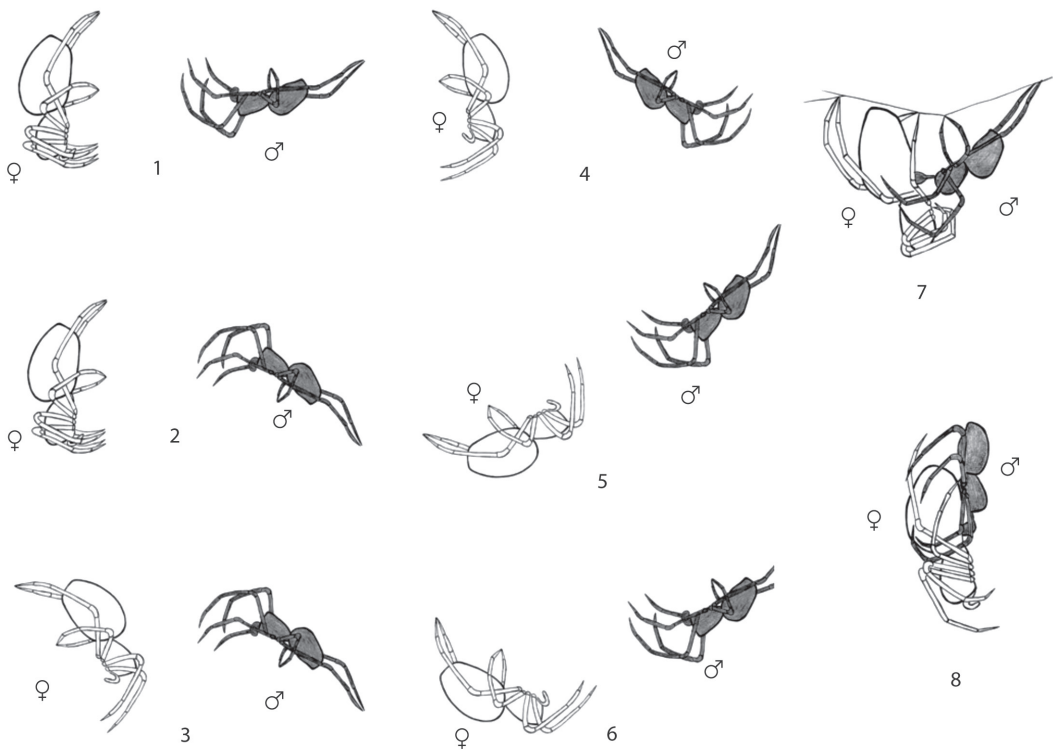 ♀ 1 ♂
♀ 2 ♂
♀ 3 ♂
♀ 4 ♂
♀ 5 ♂
♀ 6 ♂
♀ 7 ♂
♀ 8 ♂